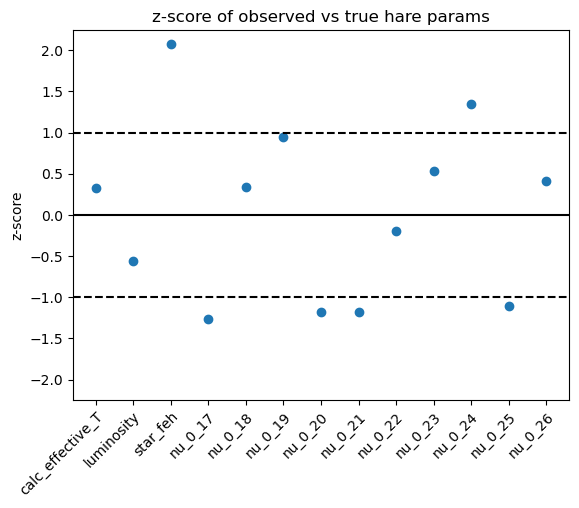 z-score of observed vs true hare params
z-score
2.0
1.5
1.0
0.5
0.0
−0.5
−1.0
−1.5
−2.0
calc_effective_T
luminosity
star_feh
nu_0_17
nu_0_18
nu_0_19
nu_0_20
nu_0_21
nu_0_22
nu_0_23
nu_0_24
nu_0_25
nu_0_26